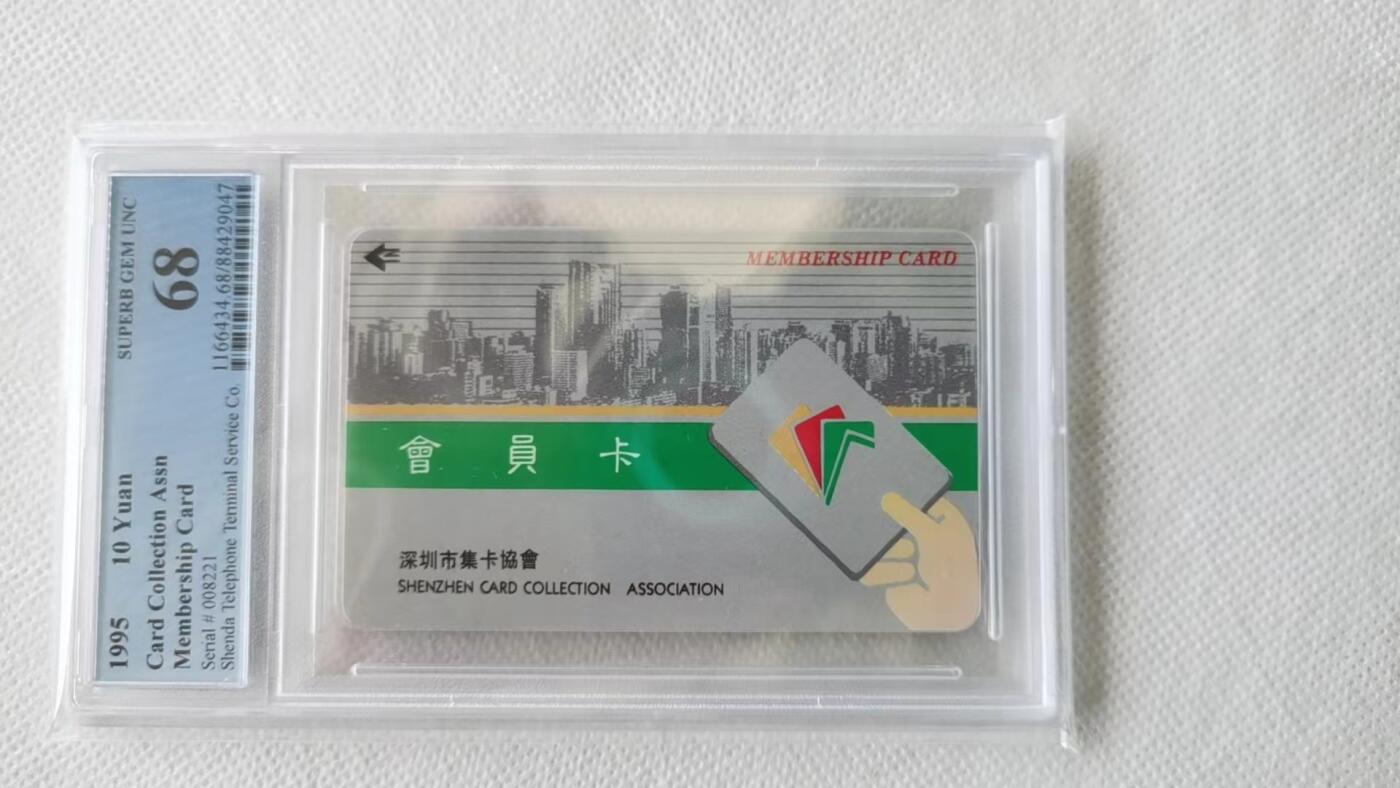 1995 10 Yuan SUPERB GEM UNC
Card Collection Assn
Membership Card 68
Serial # 008221
Shenda Telephone Terminal Service Co. 1166434.68/88429047
MEMBERSHIP CARD
會員卡
深圳市集卡協會
SHENZHEN CARD COLLECTION ASSOCIATION